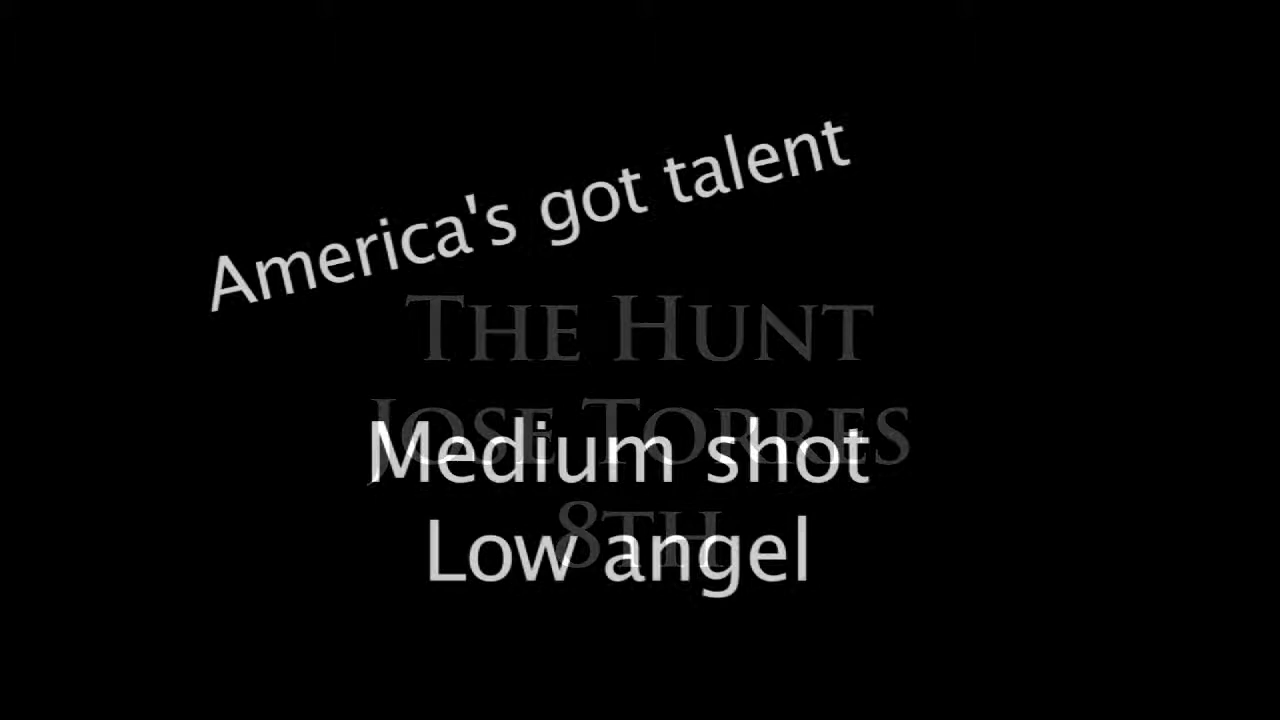 America's got talent
The Hunt
Jose Torres
Medium shot
8th
Low angel